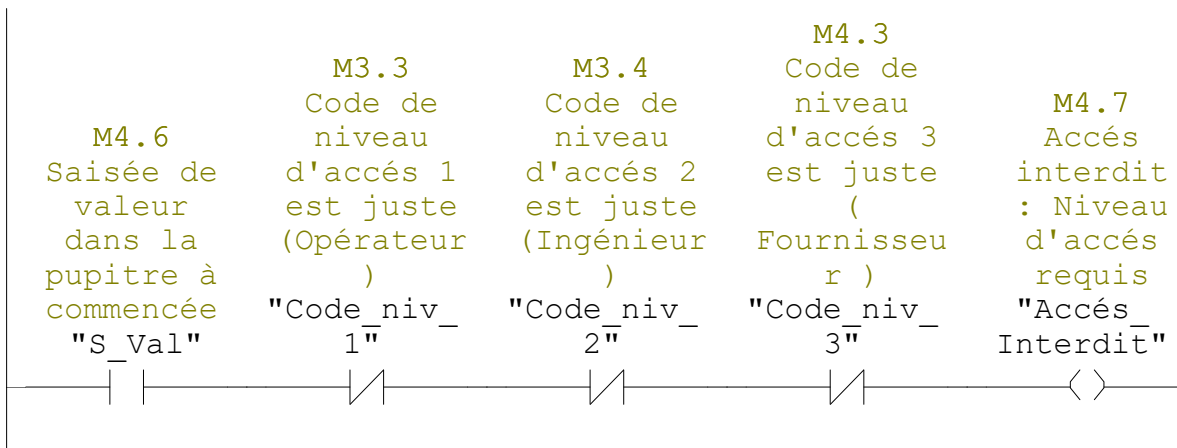 M4.6
Saisée de
valeur
dans la
pupitre à
commencée
"S_Val"
M3.3
Code de
niveau
d'accés 1
est juste
(Opérateur
)
"Code_niv_
1"
M3.4
Code de
niveau
d'accés 2
est juste
(Ingénieur
)
"Code_niv_
2"
M4.3
Code de
niveau
d'accés 3
est juste
(
Fournisseu
r )
"Code_niv_
3"
M4.7
Accés
interdit
: Niveau
d'accés
requis
"Accés_
Interdit"